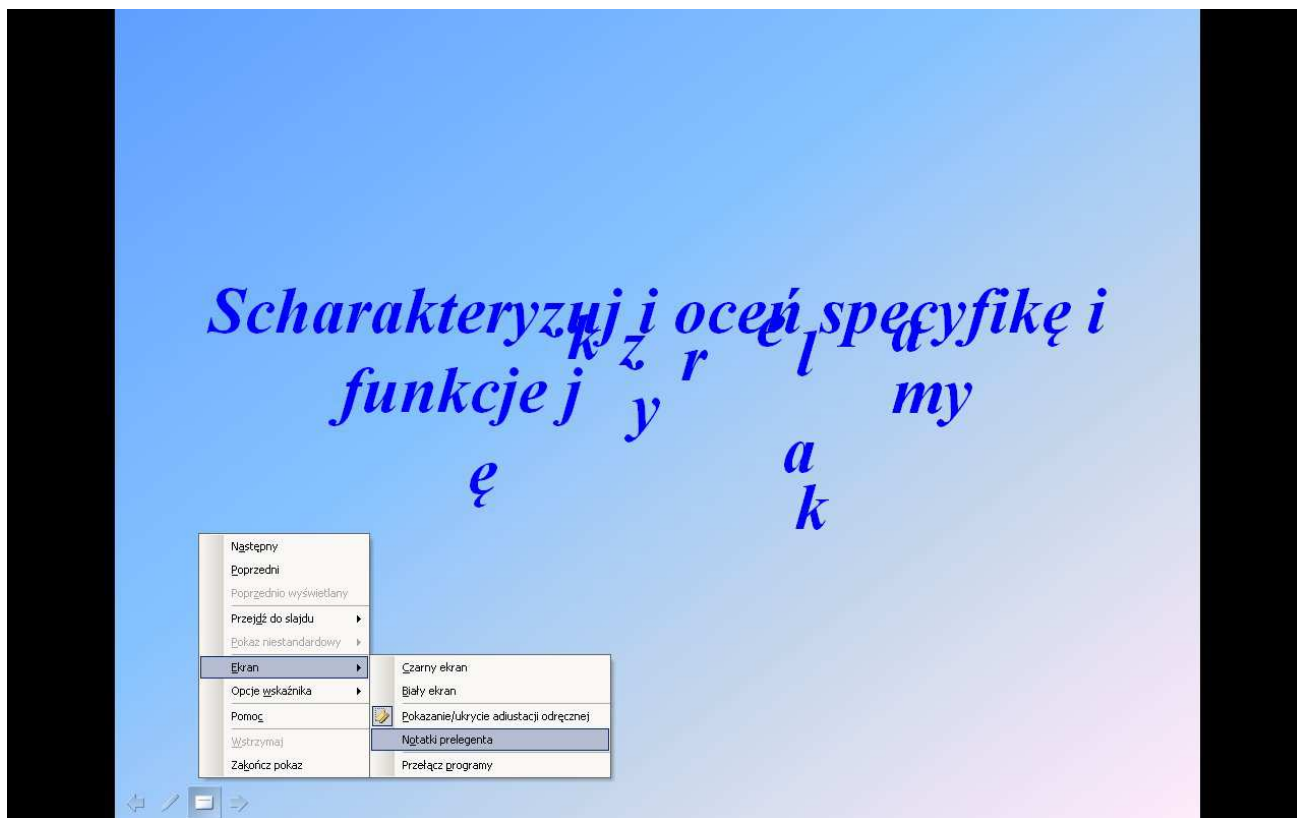 Scharakteryzuj i oceń specyfikę i
funkcje j ę z y k a r e k l a my
Następny
Poprzedni
Poprzednio wyświetlany
Przejdź do slajdu
Pokaz niestandardowy
Ekran
Opcje wskaźnika
Pomoc
Wstrzymaj
Zakończ pokaz
Czarny ekran
Biały ekran
Pokazanie/ukrycie adiustacji odręcznej
Notatki prelegenta
Przełącz programy